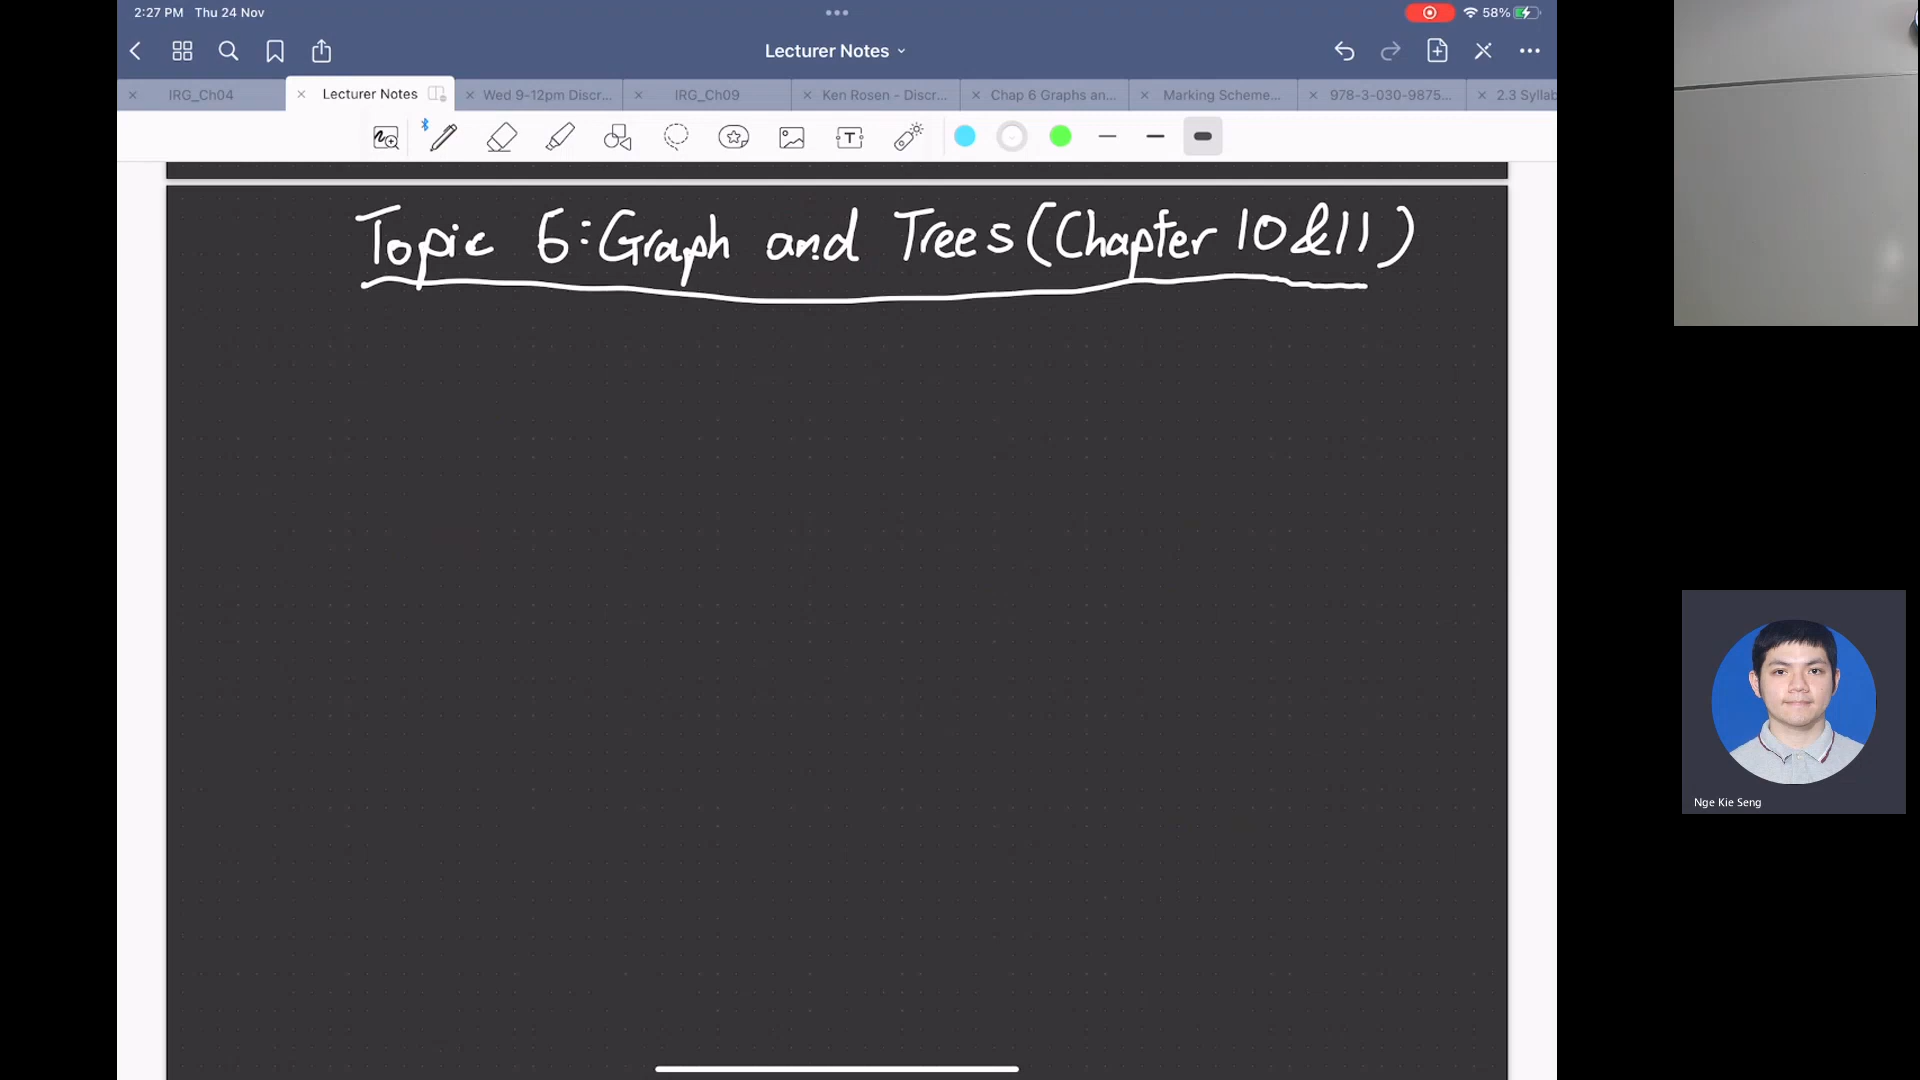 2:27 PM Thu 24 Nov
58%
Lecturer Notes
IRG_Ch04
Lecturer Notes
Wed 9-12pm Discr...
IRG_Ch09
Ken Rosen - Discr...
Chap 6 Graphs an...
Marking Scheme...
978-3-030-9875...
2.3 Syllab
T
Topic 6: Graph and Trees (Chapter 10 & 11)
Nge Kie Seng